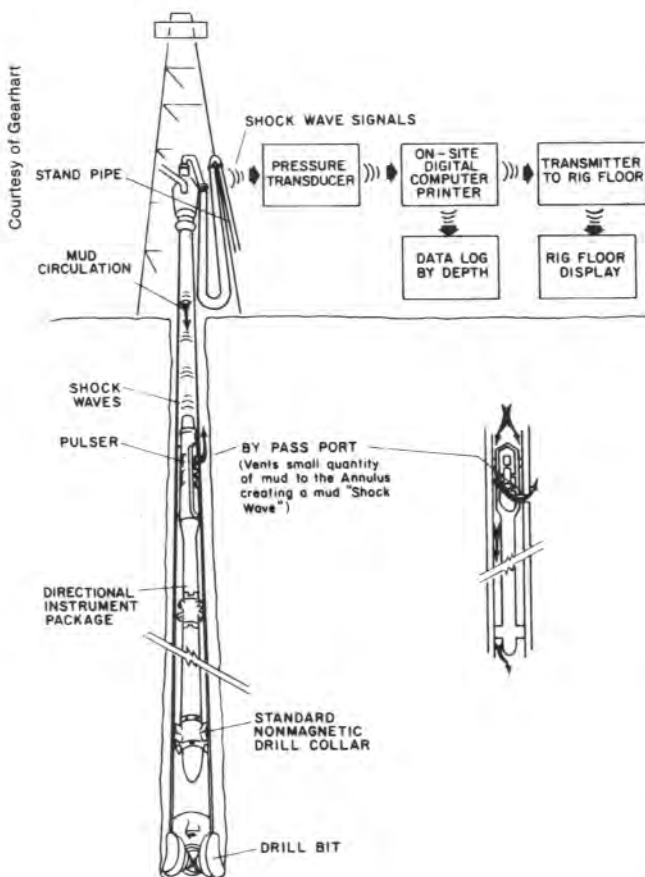 Courtesy of Gearhart
SHOCK WAVE SIGNALS
STAND PIPE
PRESSURE
TRANSDUCER
ON-SITE
DIGITAL
COMPUTER
PRINTER
TRANSMITTER
TO RIG FLOOR
DATA LOG
BY DEPTH
RIG FLOOR
DISPLAY
MUD
CIRCULATION
SHOCK
WAVES
PULSER
BY PASS PORT
(Vents small quantity
of mud to the Annulus
creating a mud "Shock
Wave")
DIRECTIONAL
INSTRUMENT
PACKAGE
STANDARD
NONMAGNETIC
DRILL COLLAR
DRILL BIT